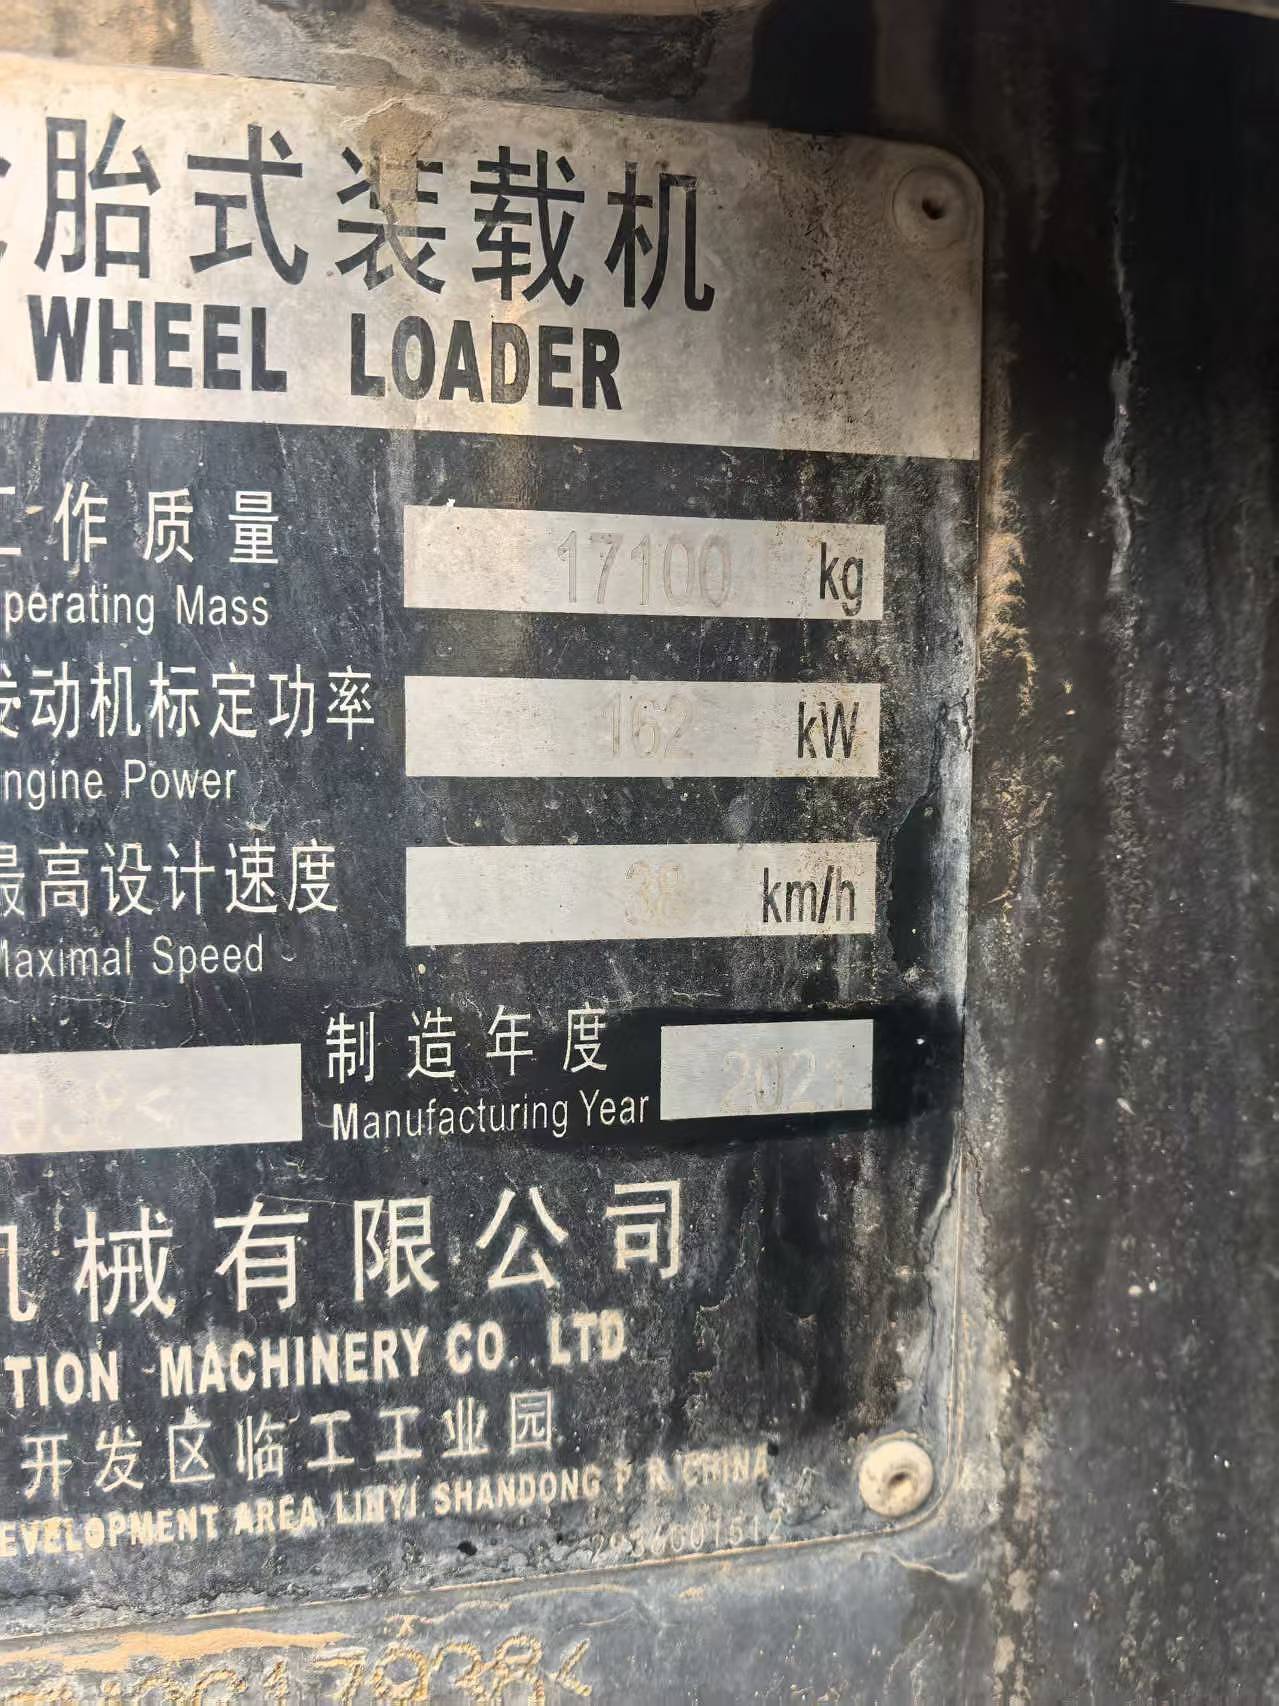 胎式装载机
WHEEL LOADER
工作质量 17100 kg
perating Mass
发动机标定功率 162 kW
ngine Power
最高设计速度 38 km/h
Maximal Speed
制造年度 2021
Manufacturing Year
机械有限公司
TION MACHINERY CO. LTD
开发区临工工业园
EVELOPMENT AREA LINYI SHANDONG P R CHINA
2936001512